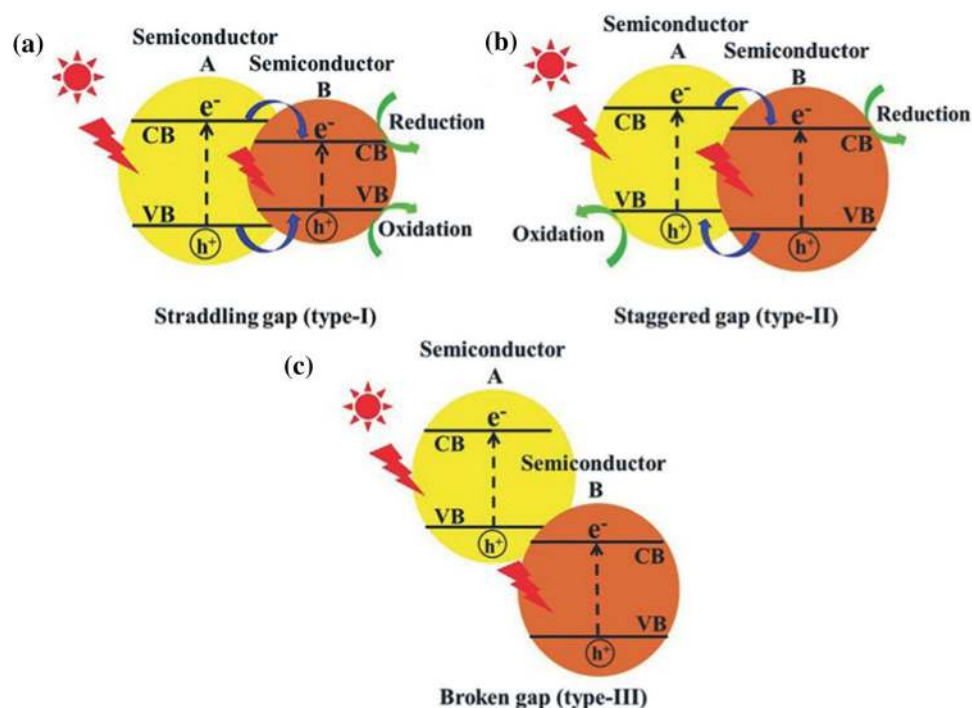 (a)
Semiconductor
A
Semiconductor
B
e⁻
CB
e⁻
CB
Reduction
VB
h⁺
VB
h⁺
Oxidation
Straddling gap (type-I)
(b)
Semiconductor
A
Semiconductor
B
e⁻
CB
e⁻
CB
Reduction
VB
h⁺
VB
h⁺
Oxidation
Staggered gap (type-II)
(c)
Semiconductor
A
e⁻
CB
Semiconductor
B
VB
h⁺
e⁻
CB
VB
h⁺
Broken gap (type-III)